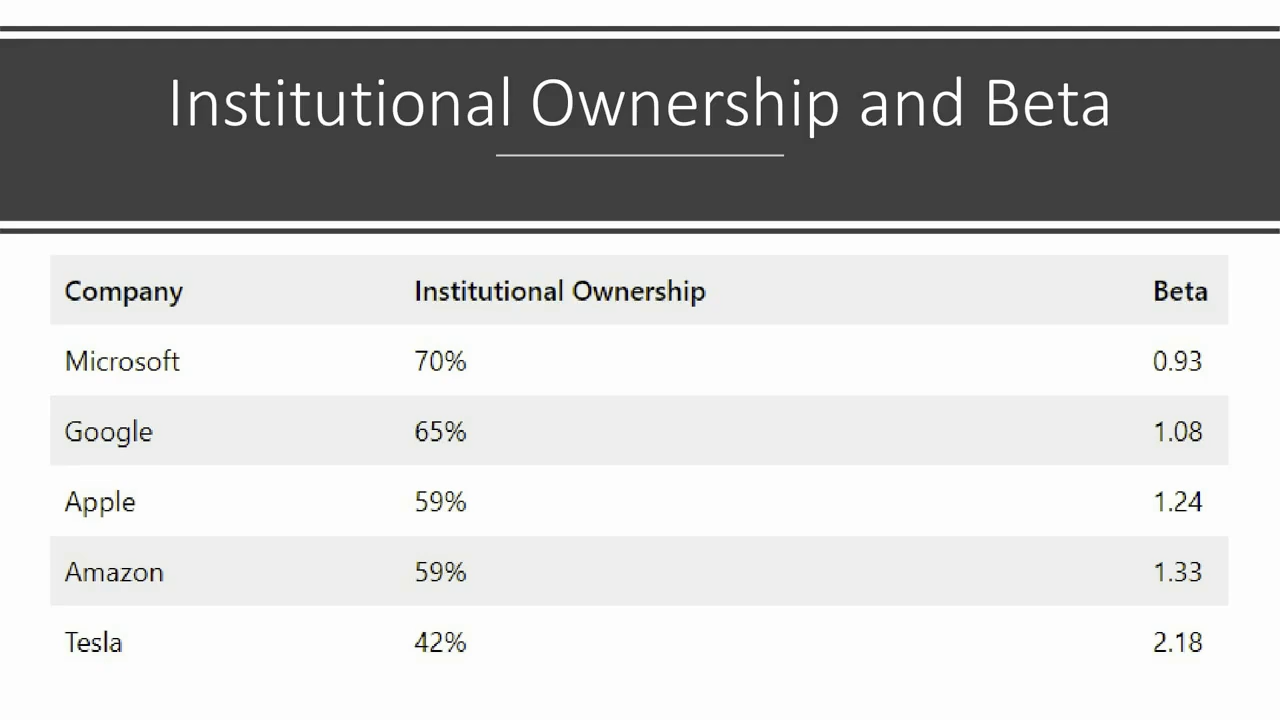 Institutional Ownership and Beta
Company Institutional Ownership Beta
Microsoft 70% 0.93
Google 65% 1.08
Apple 59% 1.24
Amazon 59% 1.33
Tesla 42% 2.18